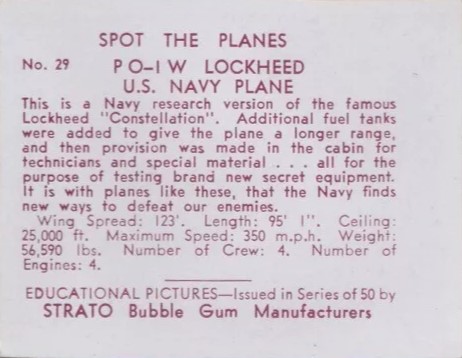 SPOT THE PLANES
No. 29 PO-1W LOCKHEED
U.S. NAVY PLANE
This is a Navy research version of the famous
Lockheed "Constellation". Additional fuel tanks
were added to give the plane a longer range,
and then provision was made in the cabin for
technicians and special material . . . all for the
purpose of testing brand new secret equipment.
It is with planes like these, that the Navy finds
new ways to defeat our enemies.
Wing Spread: 123'. Length: 95' 1". Ceiling:
25,000 ft. Maximum Speed: 350 m.p.h. Weight:
56,590 lbs. Number of Crew: 4. Number of
Engines: 4.
EDUCATIONAL PICTURES—Issued in Series of 50 by
STRATO Bubble Gum Manufacturers